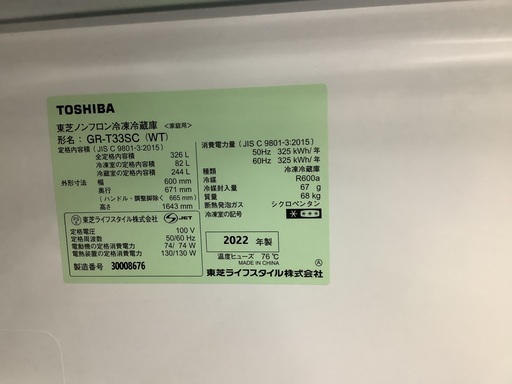 TOSHIBA
東芝ノンフロン冷凍冷蔵庫 <家庭用>
形名: GR-T33SC (WT)
定格内容積 (JIS C 9801-3:2015)
全定格内容積 326 L
冷凍室の定格内容積 82 L
冷蔵室の定格内容積 244 L
外形寸法 幅 600 mm
奥行 671 mm
(ハンドル・調整脚除く 665 mm)
高さ 1643 mm
東芝ライフスタイル株式会社 S-JET
定格電圧 100 V
定格周波数 50/60 Hz
電動機の定格消費電力 74/ 74 W
電熱装置の定格消費電力 130/130 W
製造番号 30008676
消費電力量 (JIS C 9801-3:2015)
50Hz 325 kWh/年
60Hz 325 kWh/年
種類 冷凍冷蔵庫
冷媒 R600a
冷媒封入量 67 g
質量 68 kg
断熱発泡ガス シクロペンタン
冷凍室の記号
2022 年製
温度ヒューズ 76℃
MADE IN CHINA
東芝ライフスタイル株式会社